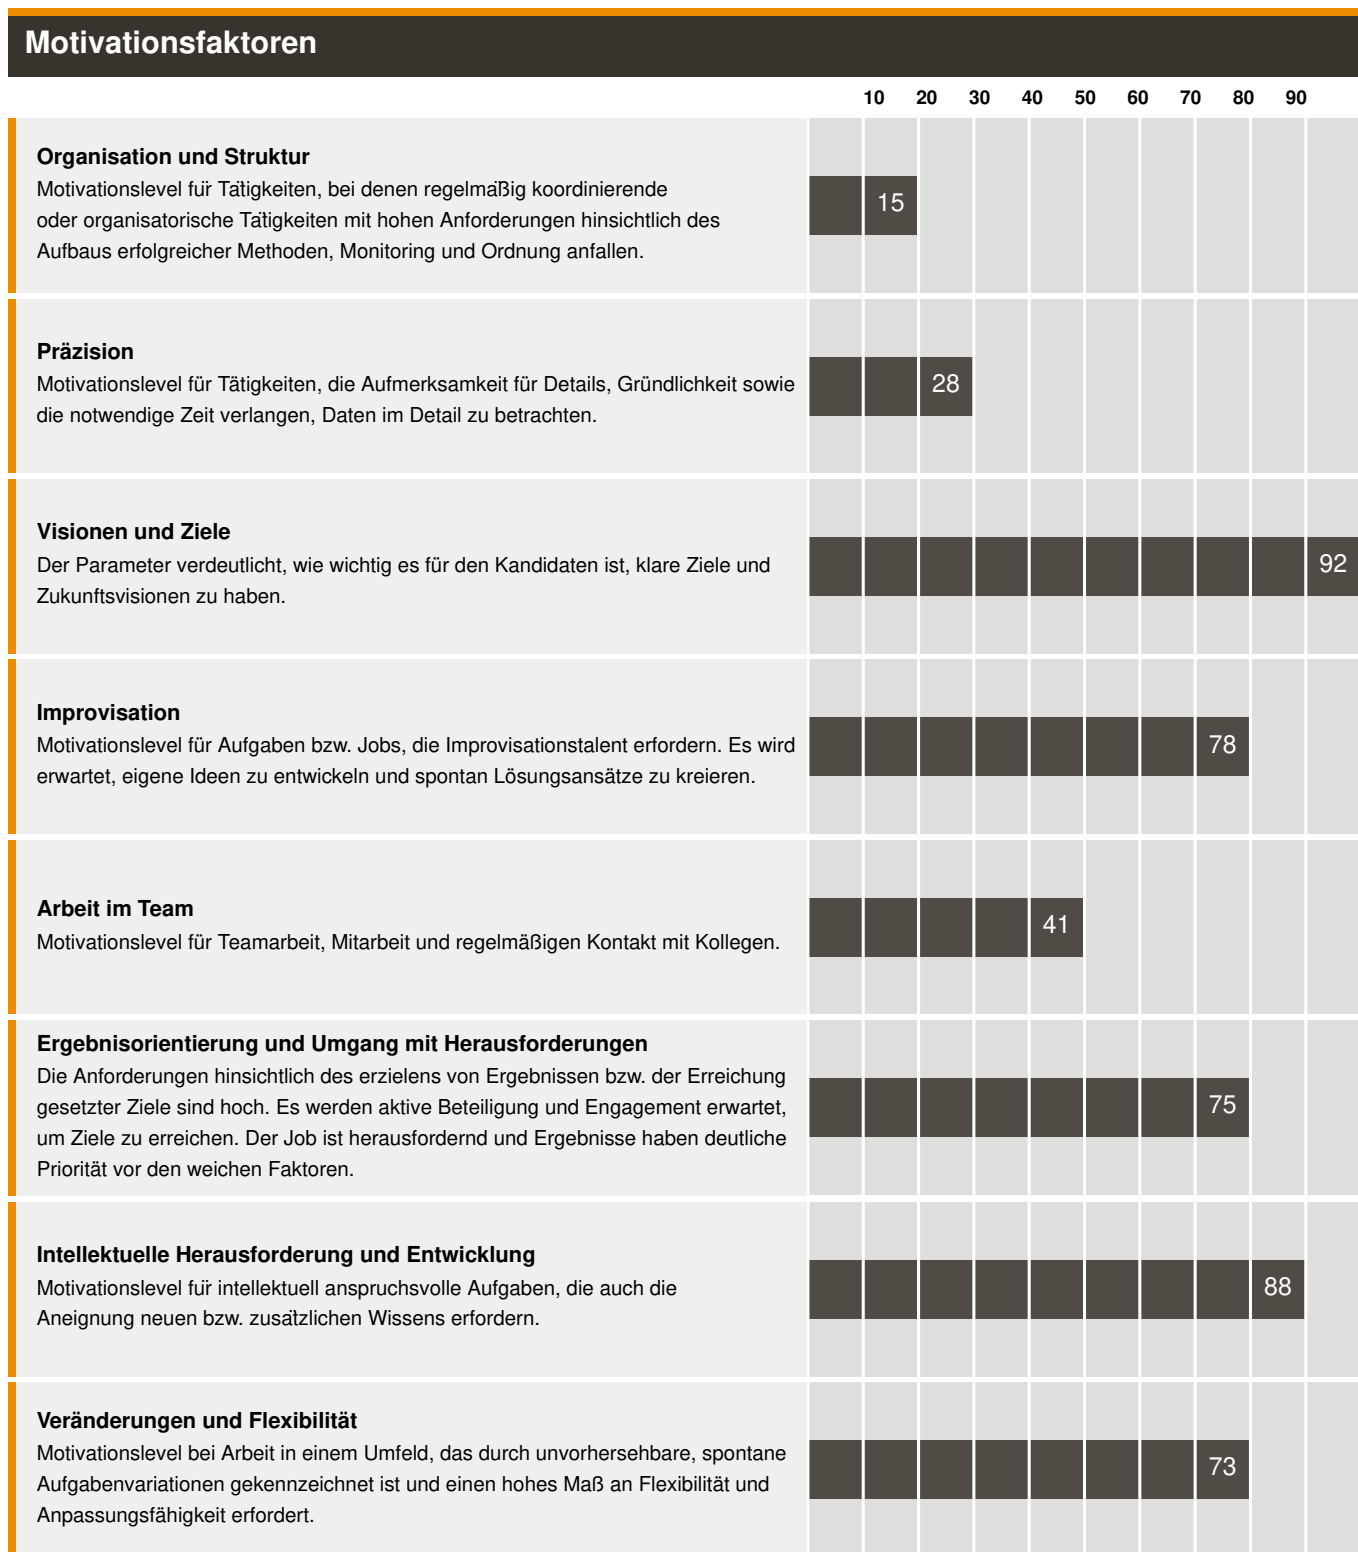 Motivationsfaktoren
10 20 30 40 50 60 70 80 90
Organisation und Struktur
Motivationslevel für Tätigkeiten, bei denen regelmäßig koordinierende
oder organisatorische Tätigkeiten mit hohen Anforderungen hinsichtlich des
Aufbaus erfolgreicher Methoden, Monitoring und Ordnung anfallen.
15
Präzision
Motivationslevel für Tätigkeiten, die Aufmerksamkeit für Details, Gründlichkeit sowie
die notwendige Zeit verlangen, Daten im Detail zu betrachten.
28
Visionen und Ziele
Der Parameter verdeutlicht, wie wichtig es für den Kandidaten ist, klare Ziele und
Zukunftsvisionen zu haben.
92
Improvisation
Motivationslevel für Aufgaben bzw. Jobs, die Improvisationstalent erfordern. Es wird
erwartet, eigene Ideen zu entwickeln und spontan Lösungsansätze zu kreieren.
78
Arbeit im Team
Motivationslevel für Teamarbeit, Mitarbeit und regelmäßigen Kontakt mit Kollegen.
41
Ergebnisorientierung und Umgang mit Herausforderungen
Die Anforderungen hinsichtlich des erzielens von Ergebnissen bzw. der Erreichung
gesetzter Ziele sind hoch. Es werden aktive Beteiligung und Engagement erwartet,
um Ziele zu erreichen. Der Job ist herausfordernd und Ergebnisse haben deutliche
Priorität vor den weichen Faktoren.
75
Intellektuelle Herausforderung und Entwicklung
Motivationslevel für intellektuell anspruchsvolle Aufgaben, die auch die
Aneignung neuen bzw. zusätzlichen Wissens erfordern.
88
Veränderungen und Flexibilität
Motivationslevel bei Arbeit in einem Umfeld, das durch unvorhersehbare, spontane
Aufgabenvariationen gekennzeichnet ist und einen hohes Maß an Flexibilität und
Anpassungsfähigkeit erfordert.
73